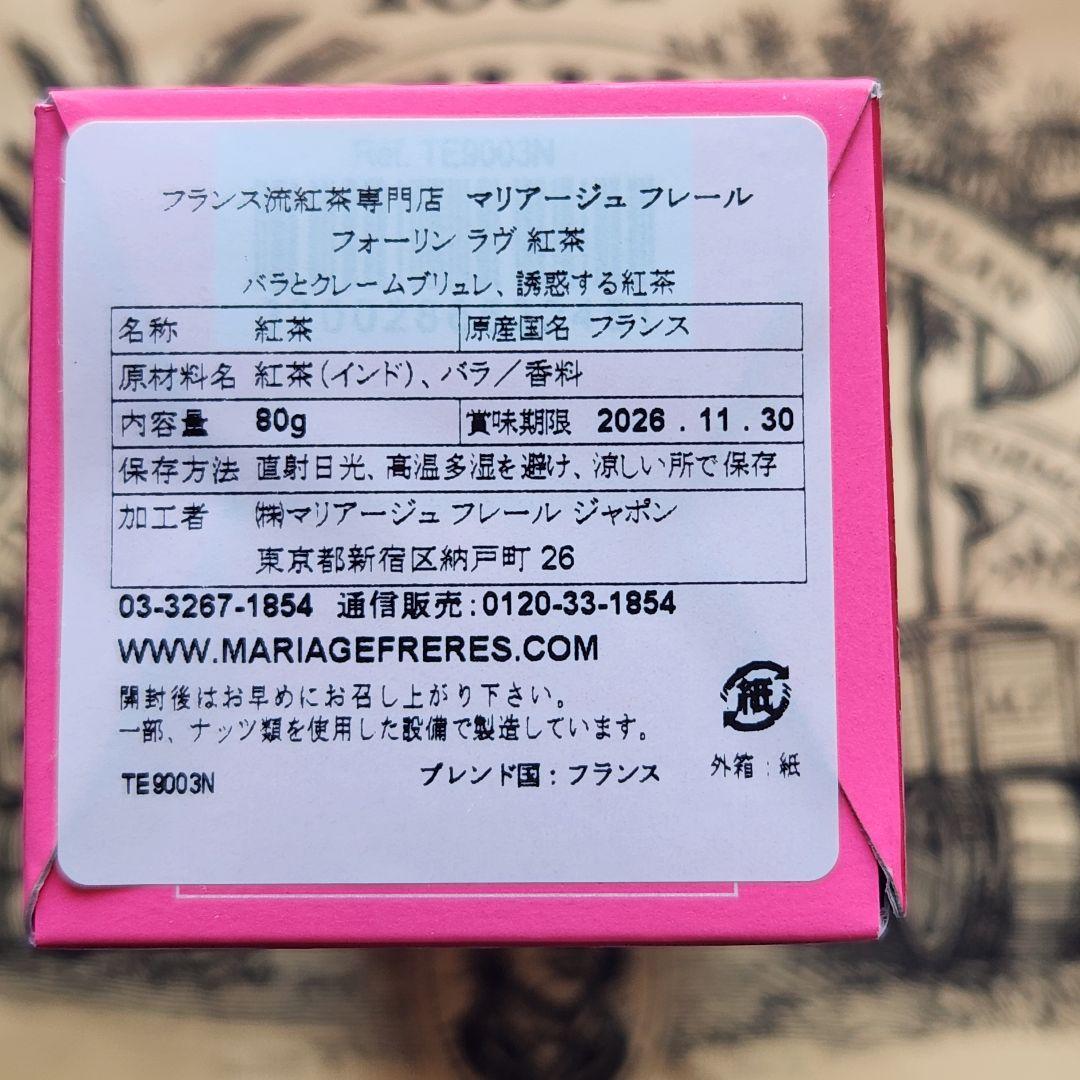 Ref. TE9003N
フランス流紅茶専門店 マリアージュ フレール
フォーリン ラヴ 紅茶
バラとクレームブリュレ、誘惑する紅茶
名称 紅茶 原産国名 フランス
原材料名 紅茶(インド)、バラ/香料
内容量 80g 賞味期限 2026 . 11 . 30
保存方法 直射日光、高温多湿を避け、涼しい所で保存
加工者 ㈱マリアージュ フレール ジャポン
東京都新宿区納戸町 26
03-3267-1854 通信販売:0120-33-1854
WWW.MARIAGEFRERES.COM
開封後はお早めにお召し上がり下さい。
一部、ナッツ類を使用した設備で製造しています。
紙
外箱:紙
TE9003N ブレンド国:フランス